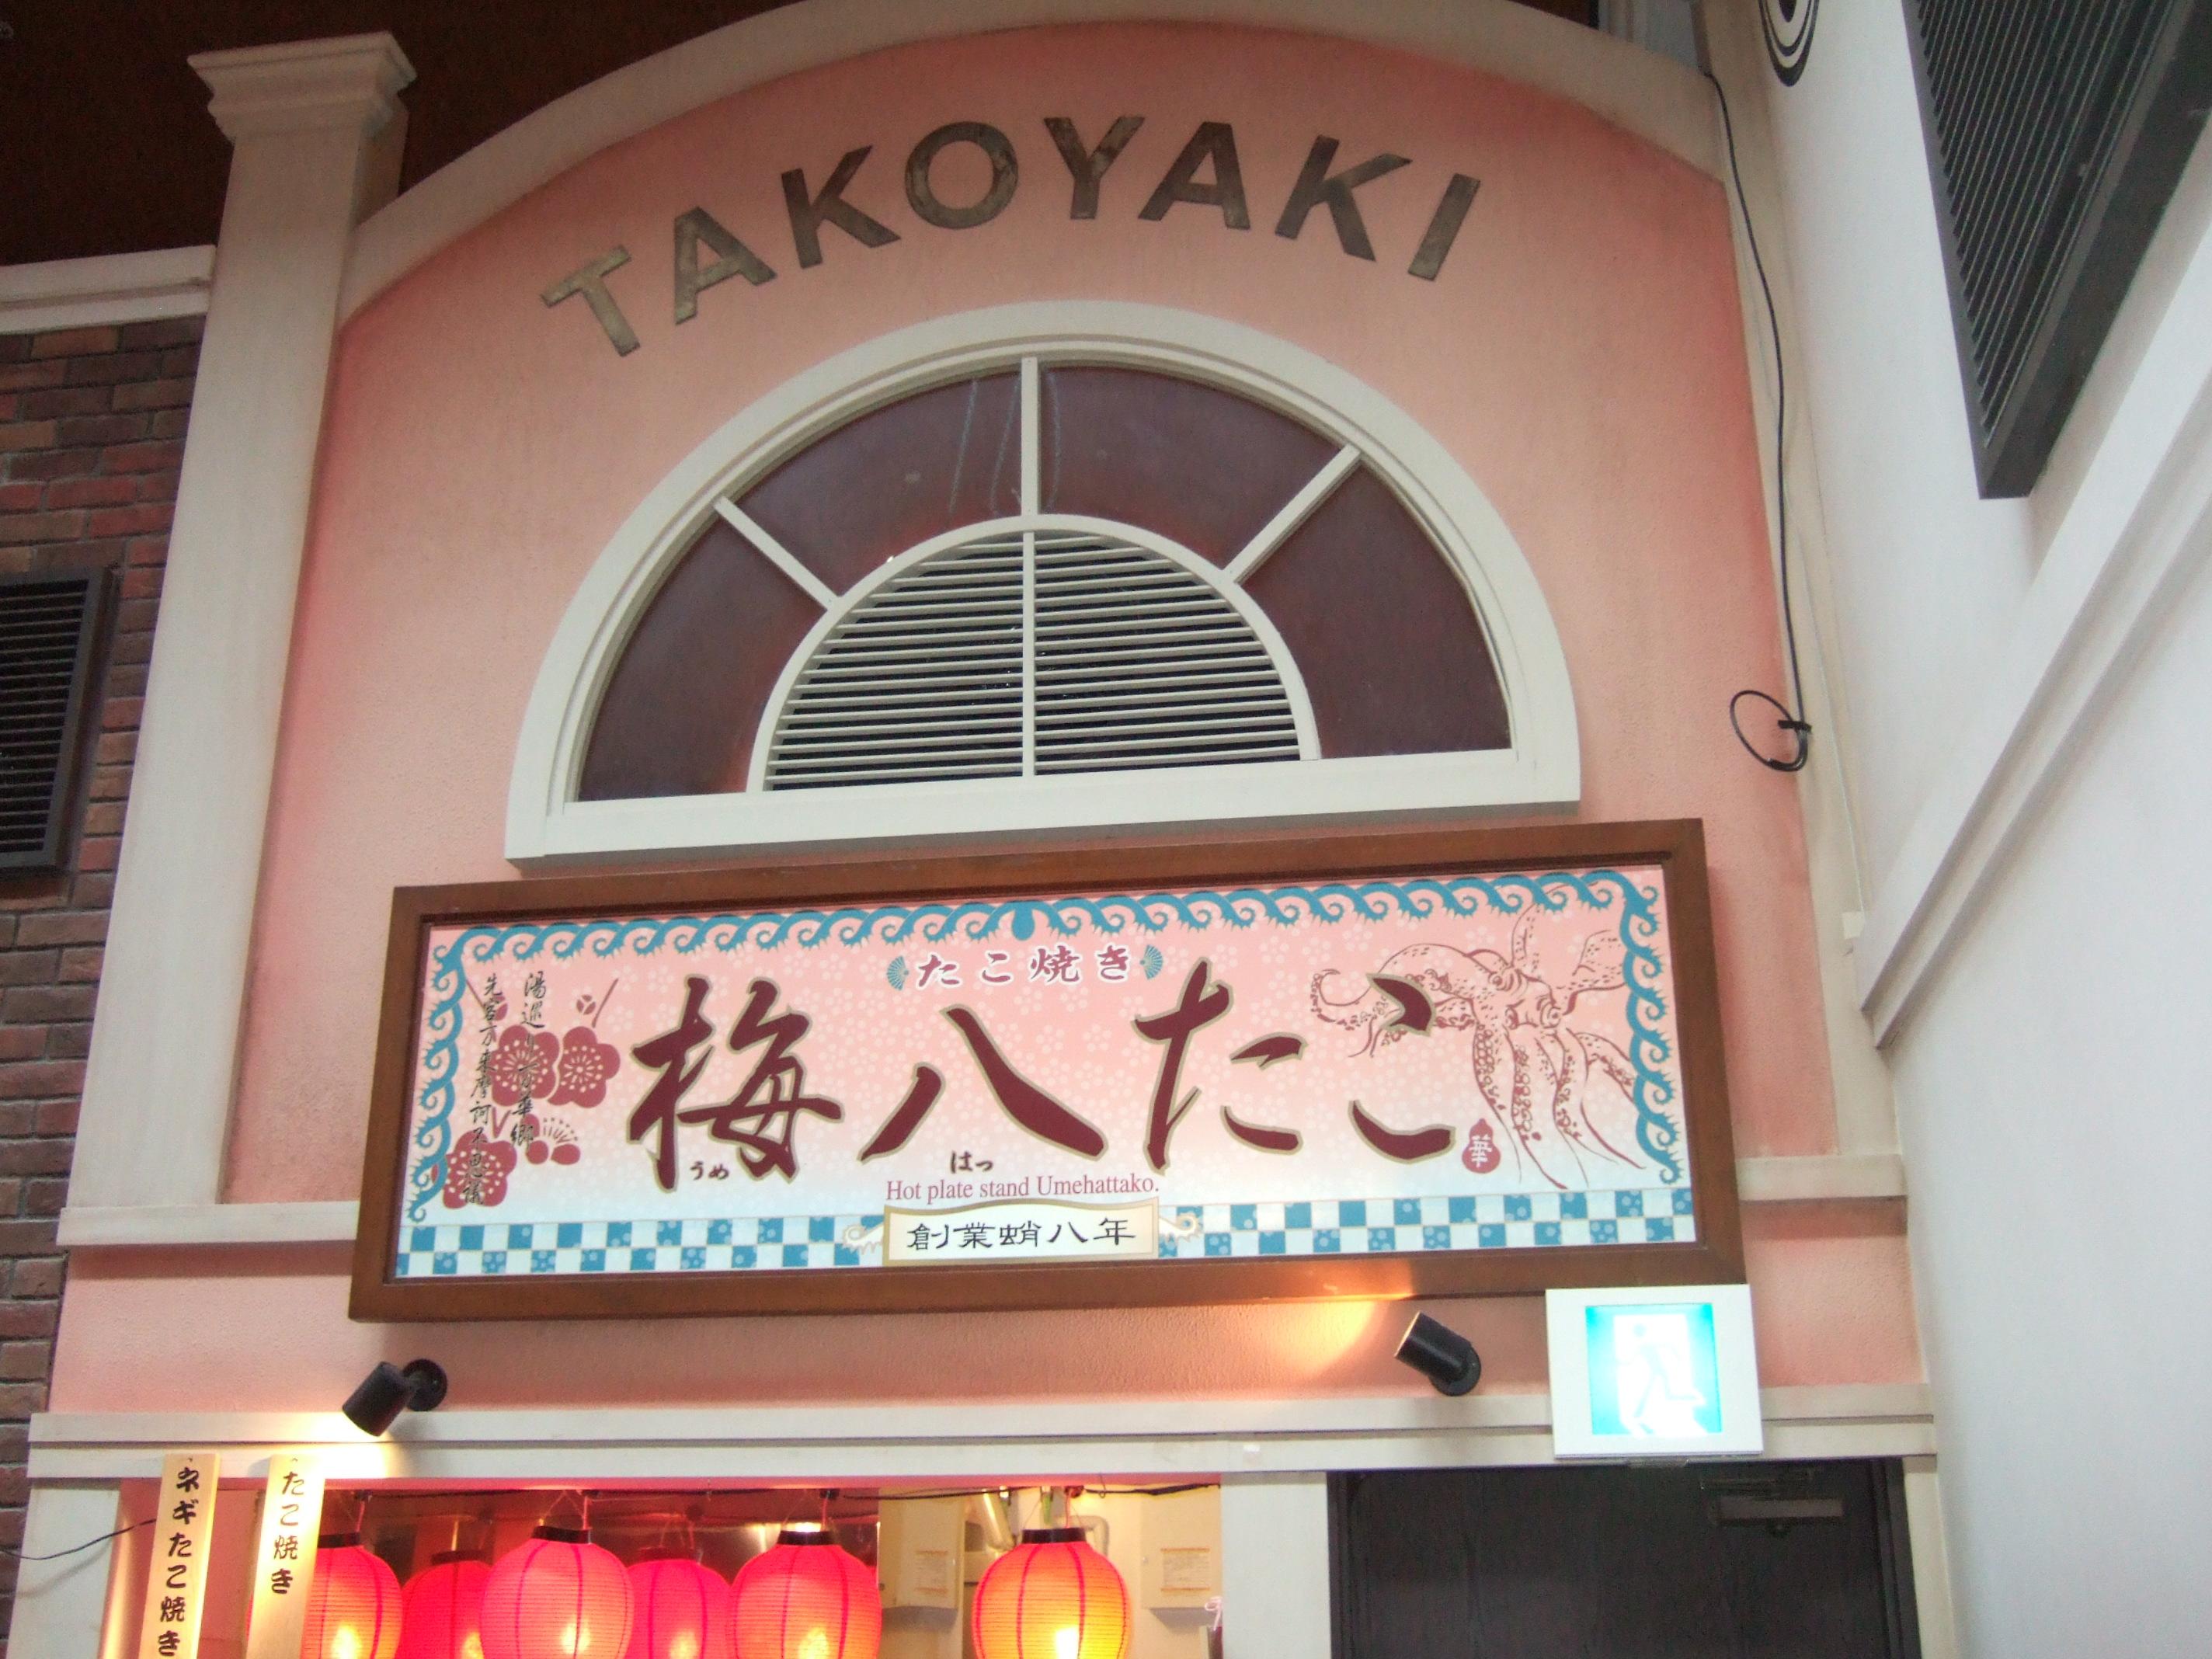 TAKOYAKI
たこ焼き
梅八たこ
うめ
はっ
華
Hot plate stand Umehattako.
創業蛸八年
ネギたこ焼き
たこ焼き